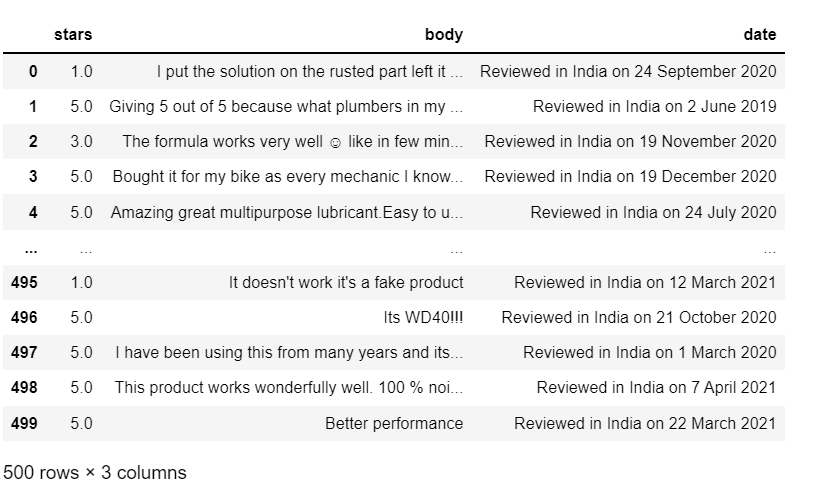 stars body date
0 1.0 I put the solution on the rusted part left it ... Reviewed in India on 24 September 2020
1 5.0 Giving 5 out of 5 because what plumbers in my ... Reviewed in India on 2 June 2019
2 3.0 The formula works very well ☺ like in few min... Reviewed in India on 19 November 2020
3 5.0 Bought it for my bike as every mechanic I know... Reviewed in India on 19 December 2020
4 5.0 Amazing great multipurpose lubricant.Easy to u... Reviewed in India on 24 July 2020
... ... ... ...
495 1.0 It doesn't work it's a fake product Reviewed in India on 12 March 2021
496 5.0 Its WD40!!! Reviewed in India on 21 October 2020
497 5.0 I have been using this from many years and its... Reviewed in India on 1 March 2020
498 5.0 This product works wonderfully well. 100 % noi... Reviewed in India on 7 April 2021
499 5.0 Better performance Reviewed in India on 22 March 2021
500 rows × 3 columns